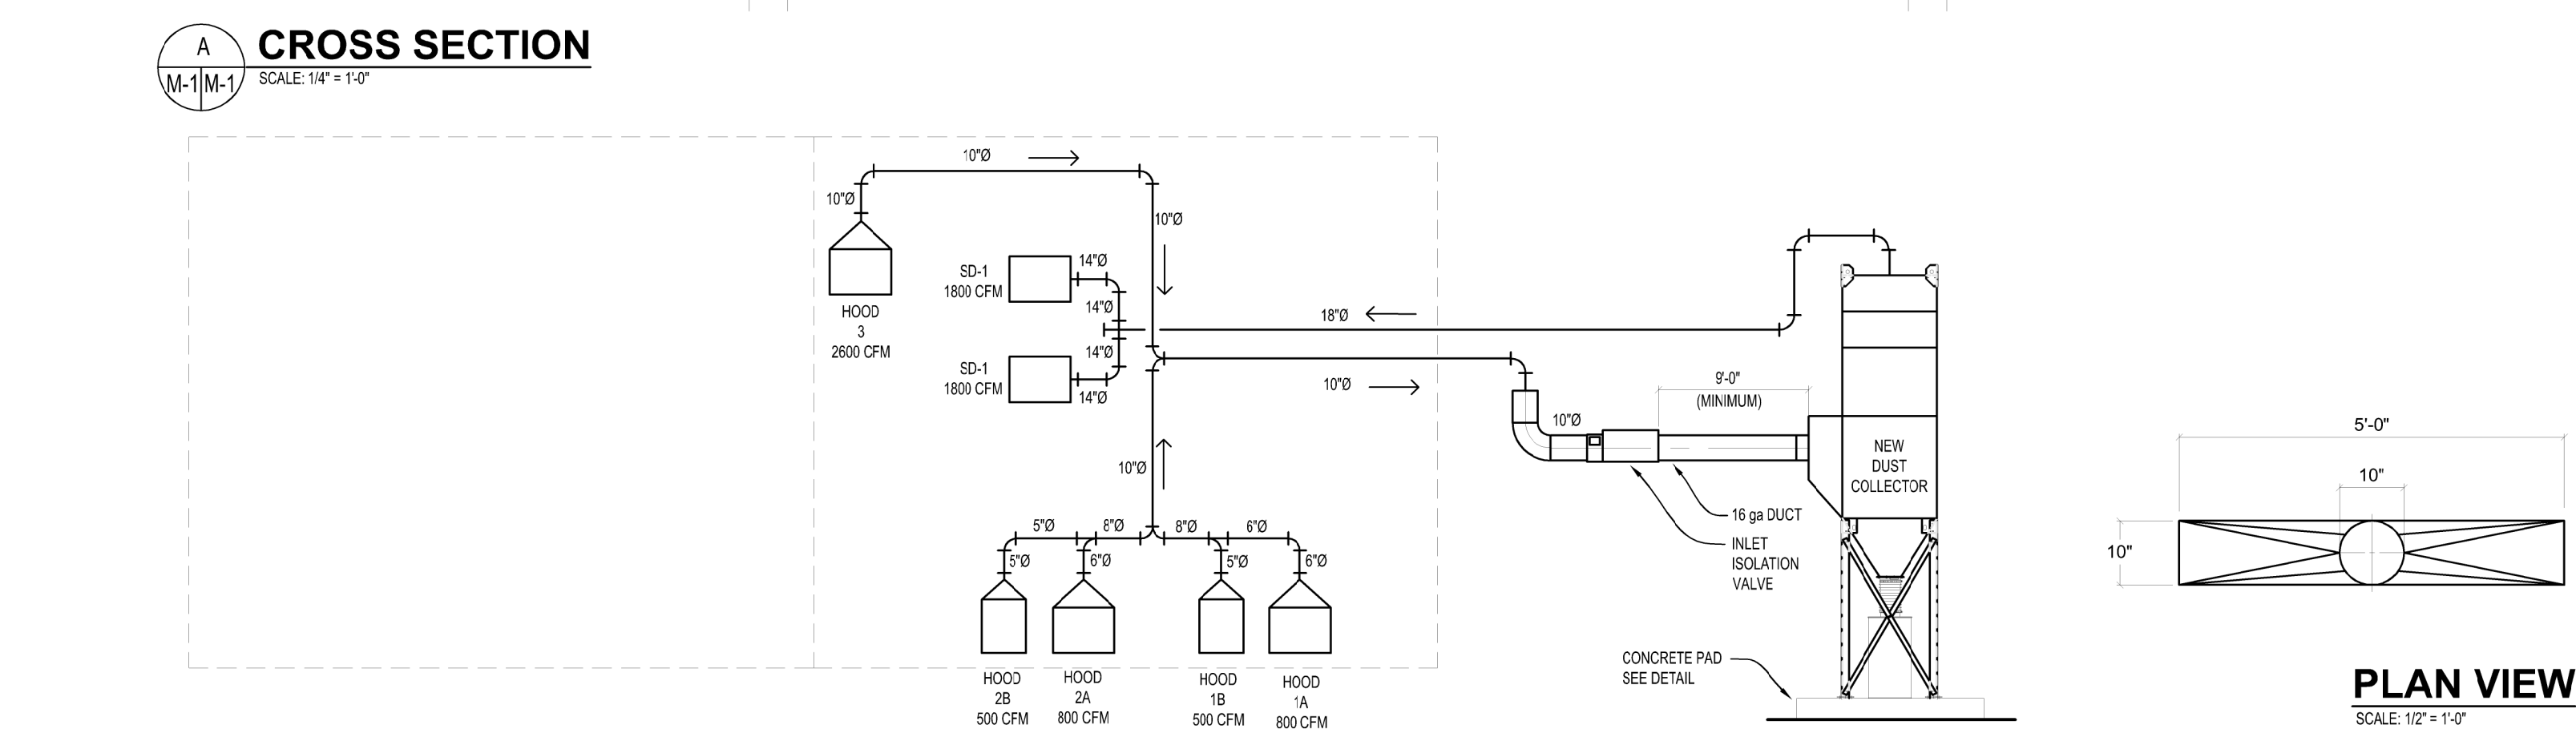 A
M-1 M-1
CROSS SECTION
SCALE: 1/4" = 1'-0"
10"Ø
10"Ø
10"Ø
HOOD
3
2600 CFM
SD-1
1800 CFM
14"Ø
14"Ø
SD-1
1800 CFM
14"Ø
14"Ø
18"Ø
10"Ø
10"Ø
9'-0"
(MINIMUM)
10"Ø
NEW
DUST
COLLECTOR
16 ga DUCT
INLET
ISOLATION
VALVE
5"Ø
8"Ø
8"Ø
6"Ø
5"Ø
6"Ø
5"Ø
6"Ø
HOOD
2B
500 CFM
HOOD
2A
800 CFM
HOOD
1B
500 CFM
HOOD
1A
800 CFM
CONCRETE PAD
SEE DETAIL
5'-0"
10"
10"
PLAN VIEW
SCALE: 1/2" = 1'-0"